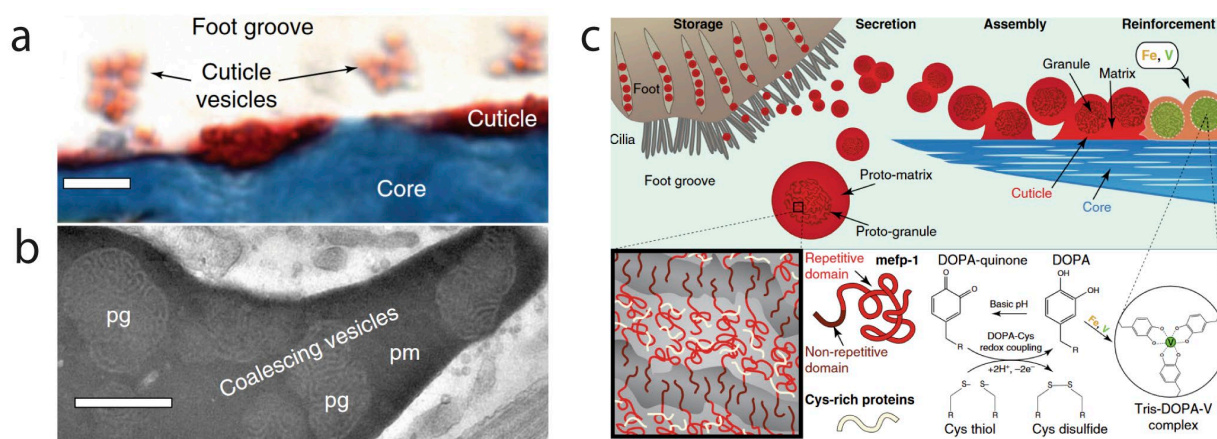 a
Foot groove
Cuticle
vesicles
Cuticle
Core
b
pg
Coalescing vesicles
pm
pg
c
Storage
Secretion
Assembly
Reinforcement
Fe, V
Granule
Matrix
Foot
Cilia
Foot groove
Proto-matrix
Proto-granule
Cuticle
Core
Repetitive
domain
mefp-1
Non-repetitive
domain
Cys-rich proteins
DOPA-quinone
DOPA
O
O
OH
OH
Basic pH
R
R
DOPA-Cys
redox coupling
+2H⁺, –2e⁻
Fe, V
S– S–
S–S
R R
R R
Cys thiol
Cys disulfide
O
O
O
V
O
O
O
Tris-DOPA-V
complex